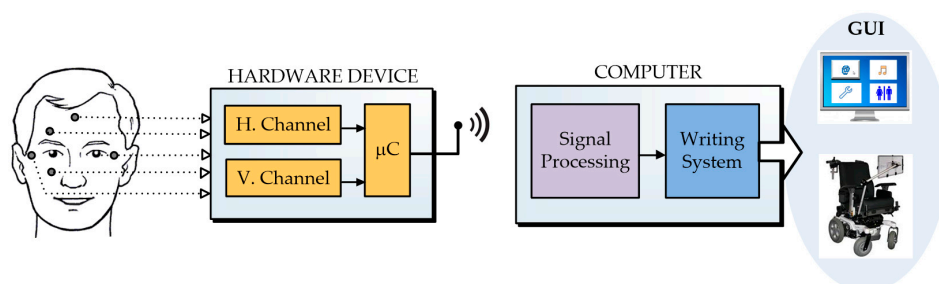 HARDWARE DEVICE
H. Channel
V. Channel
µC
COMPUTER
Signal
Processing
Writing
System
GUI
@